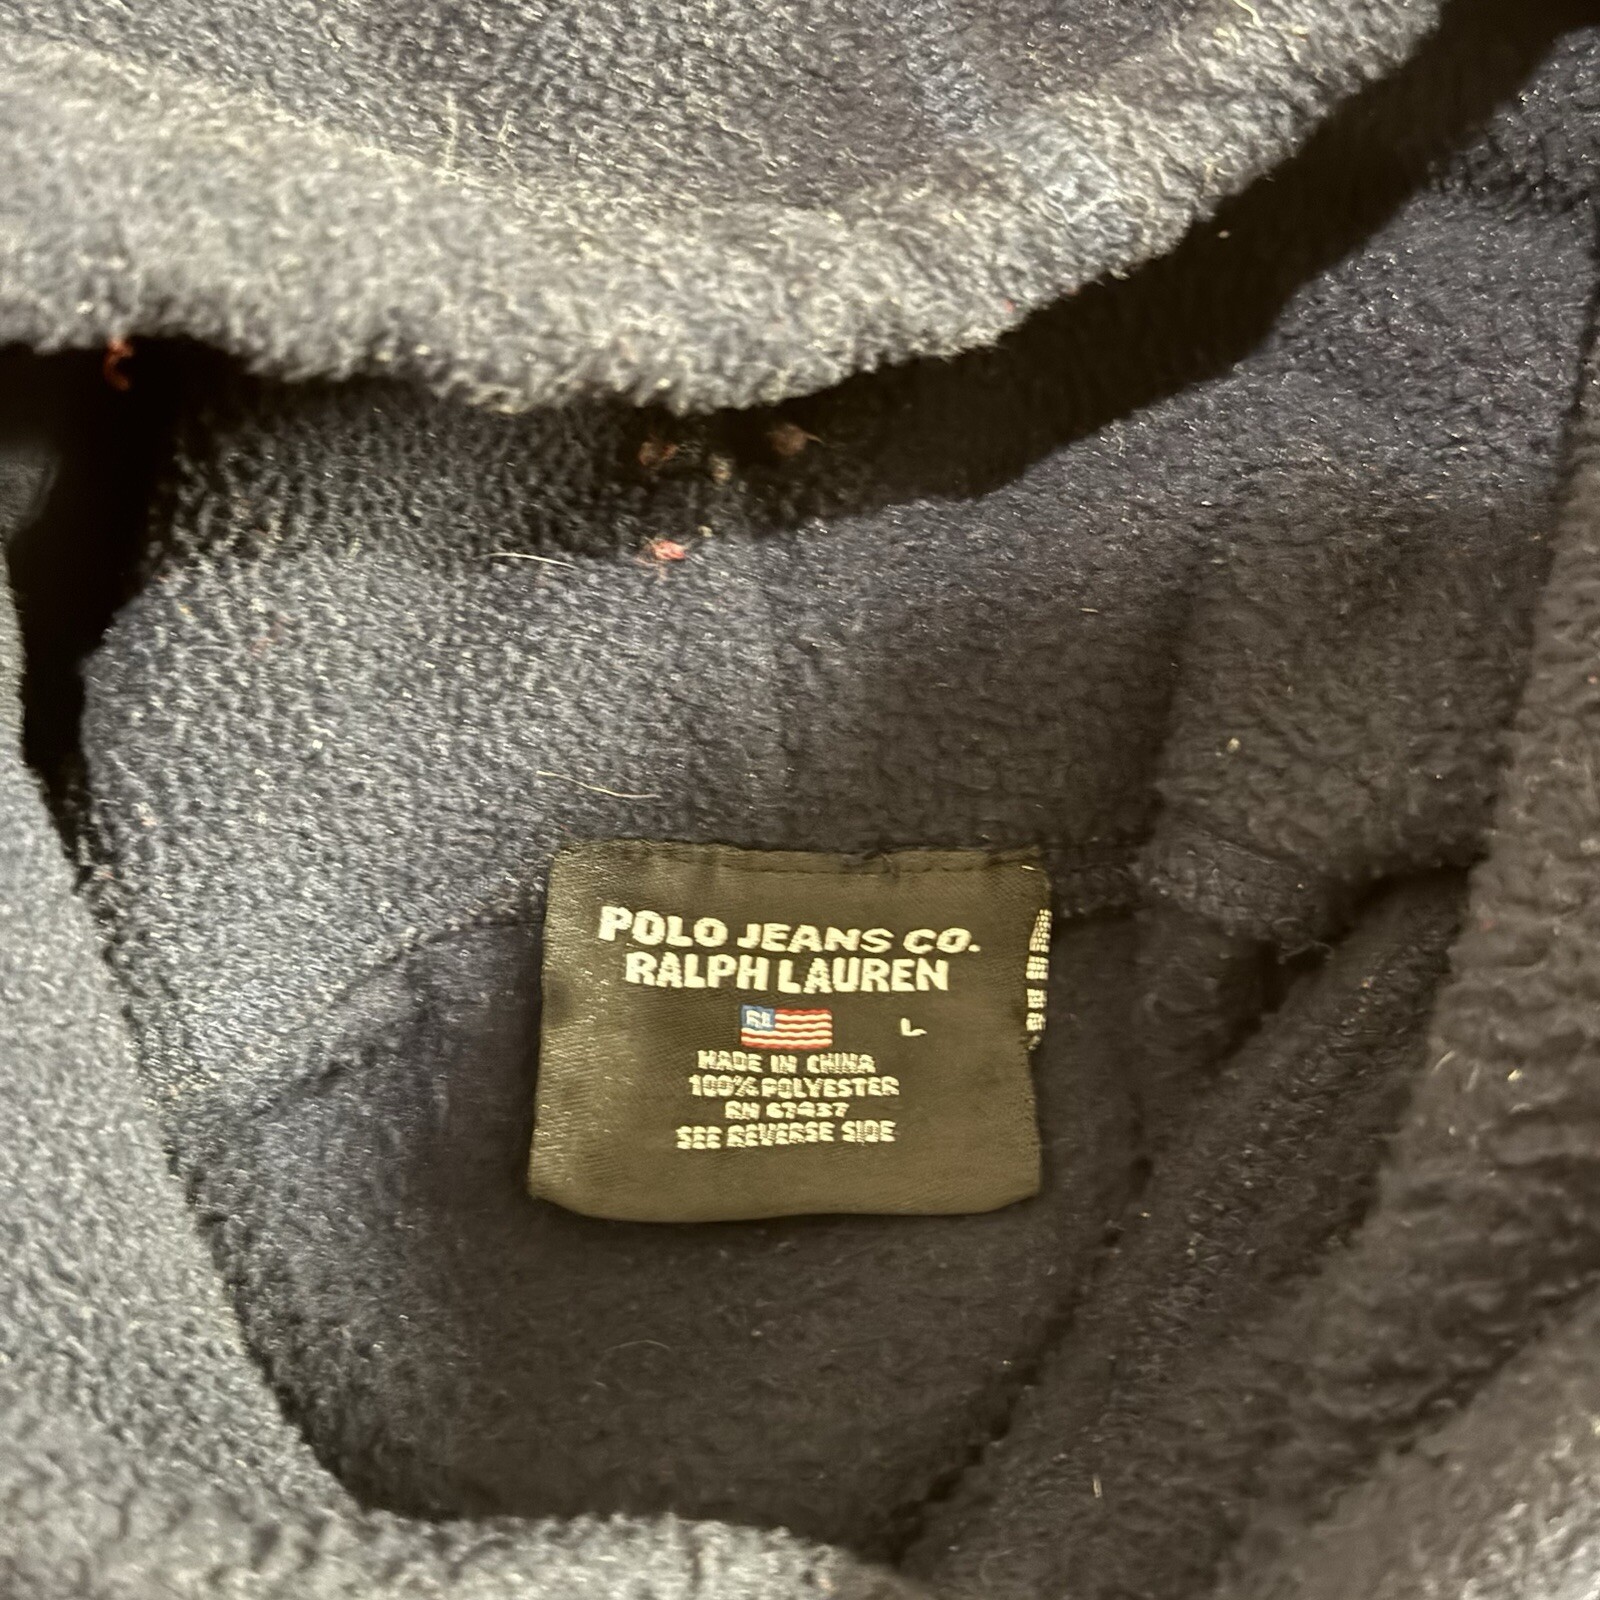 POLO JEANS CO.
RALPH LAUREN
RL
L
MADE IN CHINA
100% POLYESTER
RN 67437
SEE REVERSE SIDE